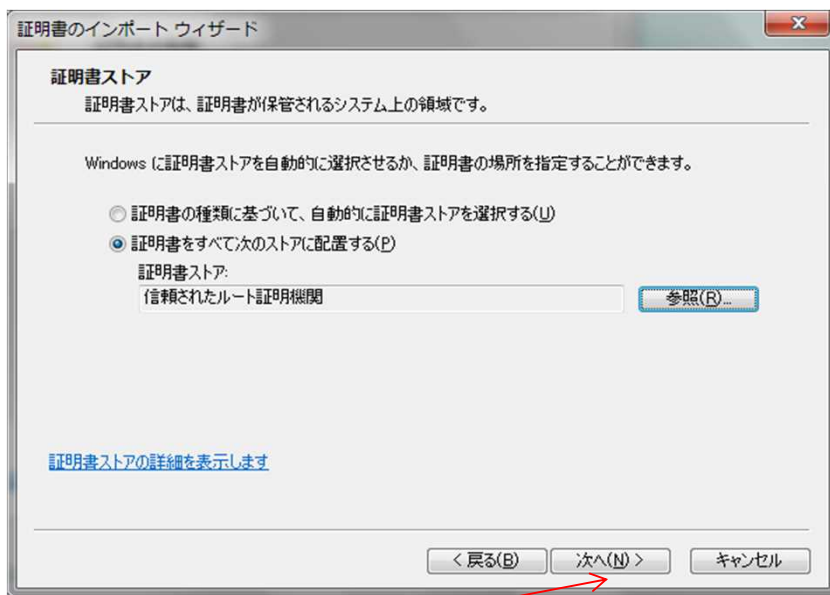 証明書のインポート ウィザード
証明書ストア
証明書ストアは、証明書が保管されるシステム上の領域です。
Windows に証明書ストアを自動的に選択させるか、証明書の場所を指定することができます。
証明書の種類に基づいて、自動的に証明書ストアを選択する(U)
証明書をすべて次のストアに配置する(P)
証明書ストア:
信頼されたルート証明機関
参照(R)...
証明書ストアの詳細を表示します
< 戻る(B) 次へ(N) > キャンセル